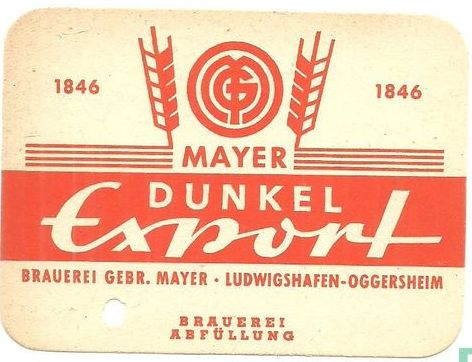 1846
1846
MAYER
DUNKEL
Export
BRAUEREI GEBR. MAYER · LUDWIGSHAFEN-OGGERSHEIM
BRAUEREI
ABFÜLLUNG